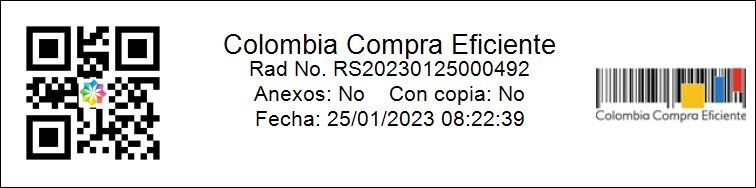 Colombia Compra Eficiente
Rad No. RS20230125000492
Anexos: No    Con copia: No
Fecha: 25/01/2023 08:22:39
Colombia Compra Eficiente